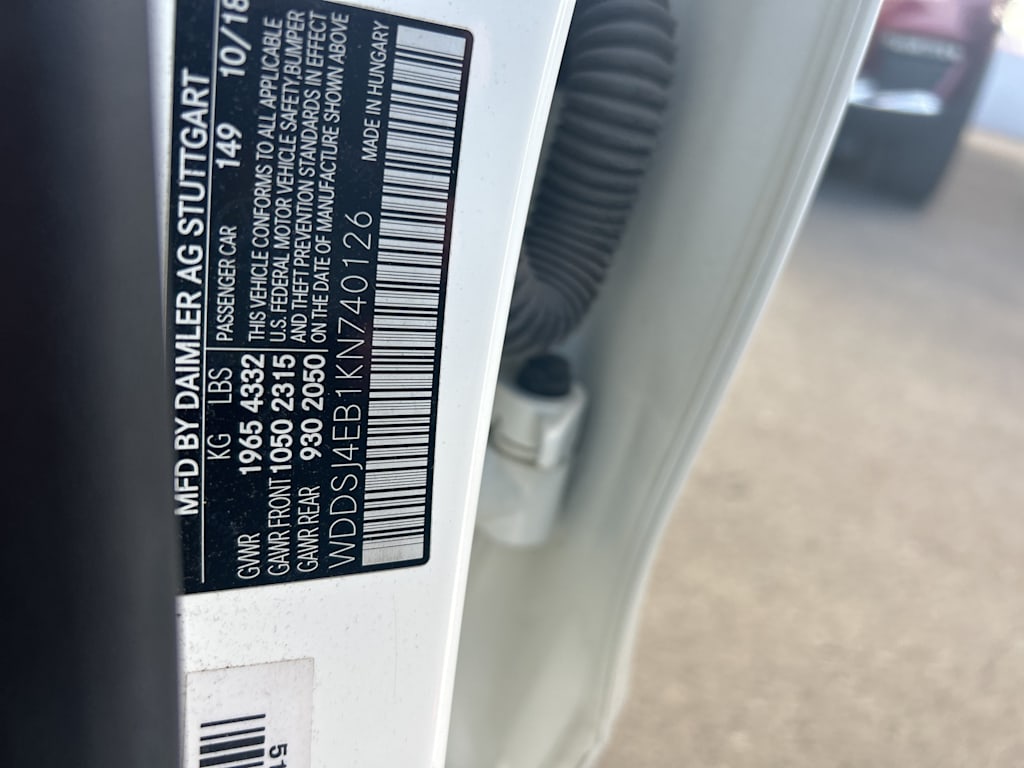 MFD BY DAIMLER AG STUTTGART
KG LBS PASSENGER CAR 149 10/18
GVWR 1965 4332
GAWR FRONT 1050 2315
GAWR REAR 930 2050
THIS VEHICLE CONFORMS TO ALL APPLICABLE
U.S. FEDERAL MOTOR VEHICLE SAFETY,BUMPER
AND THEFT PREVENTION STANDARDS IN EFFECT
ON THE DATE OF MANUFACTURE SHOWN ABOVE
WDDSJ4EB1KN740126 MADE IN HUNGARY